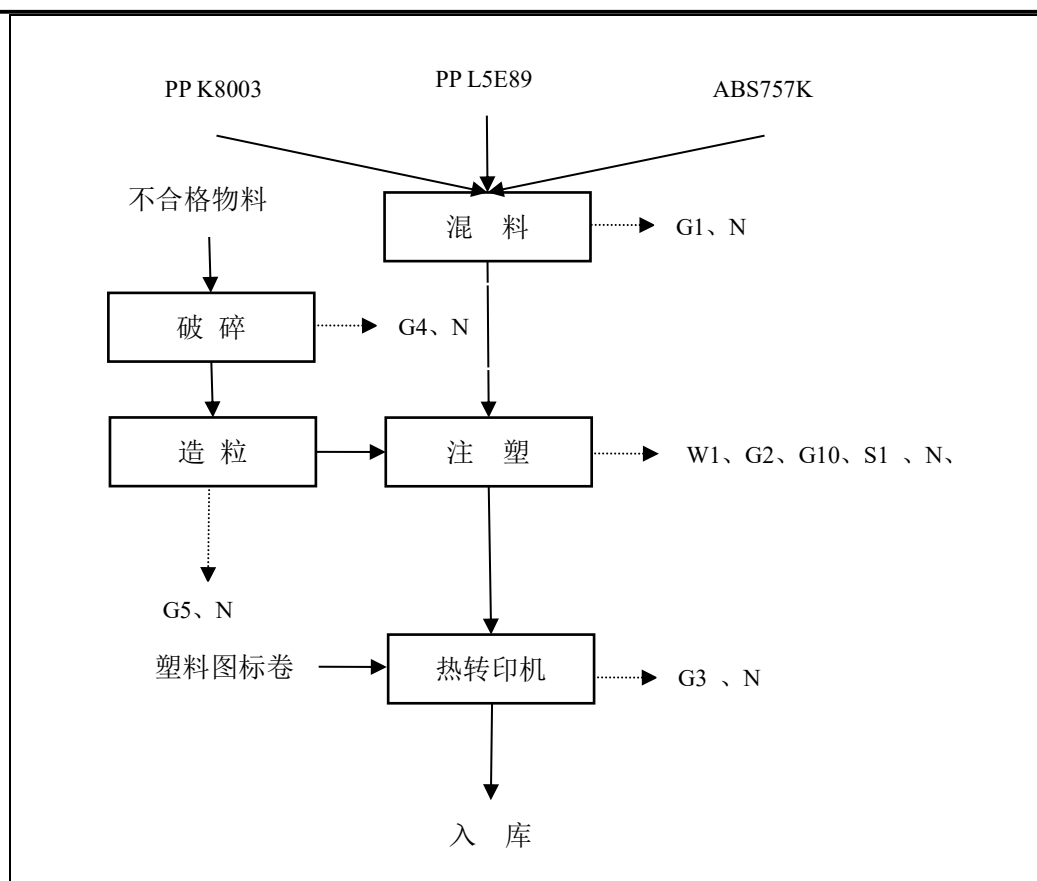 PP K8003
PP L5E89
ABS757K
不合格物料
混 料
G1、N
破 碎
G4、N
造 粒
注 塑
W1、G2、G10、S1 、N、
G5、N
塑料图标卷
热转印机
G3 、N
入 库